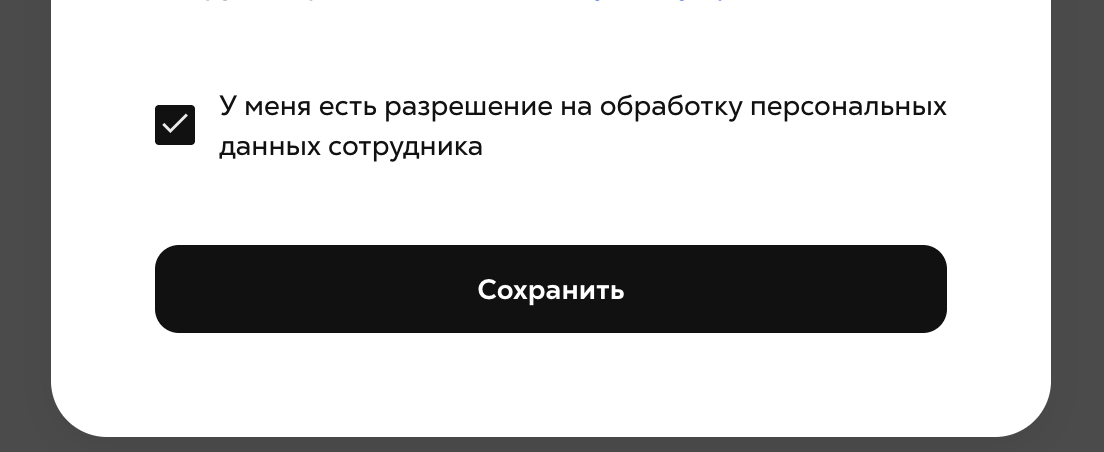 У меня есть разрешение на обработку персональных
данных сотрудника
Сохранить